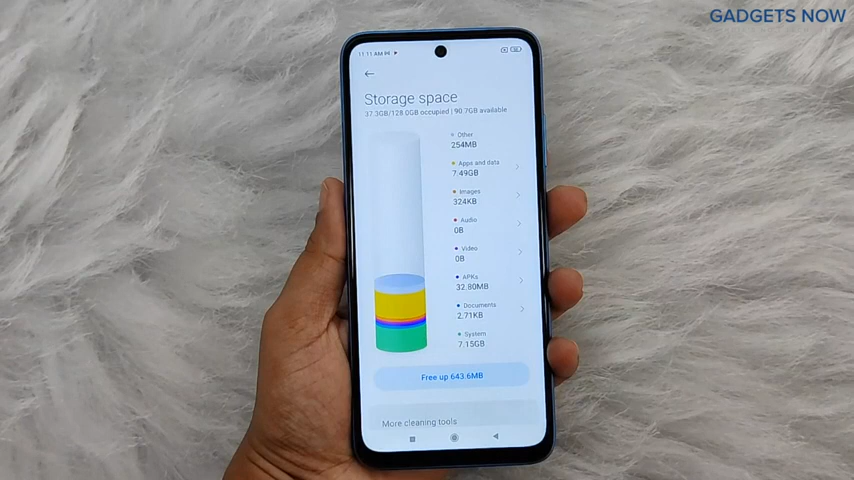 GADGETS NOW
11:11 AM
Storage space
37.3GB/128.0GB occupied | 90.7GB available
Other
254MB
Apps and data
7.49GB
Images
324KB
Audio
0B
Video
0B
APKs
32.80MB
Documents
2.71KB
System
7.15GB
Free up 643.6MB
More cleaning tools